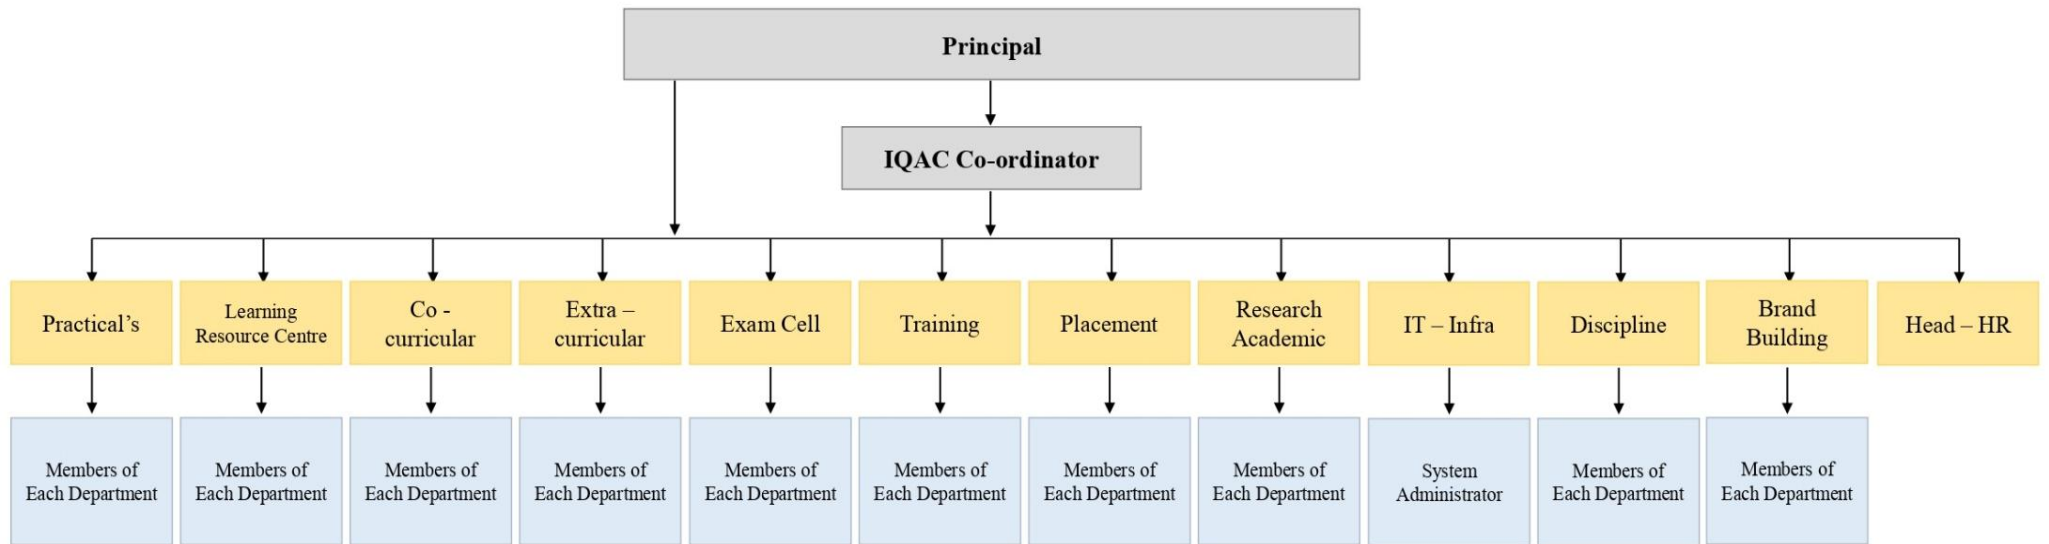 Principal
IQAC Co-ordinator
Practical’s
Learning
Resource Centre
Co -
curricular
Extra –
curricular
Exam Cell
Training
Placement
Research
Academic
IT – Infra
Discipline
Brand
Building
Head – HR
Members of
Each Department
Members of
Each Department
Members of
Each Department
Members of
Each Department
Members of
Each Department
Members of
Each Department
Members of
Each Department
Members of
Each Department
System
Administrator
Members of
Each Department
Members of
Each Department